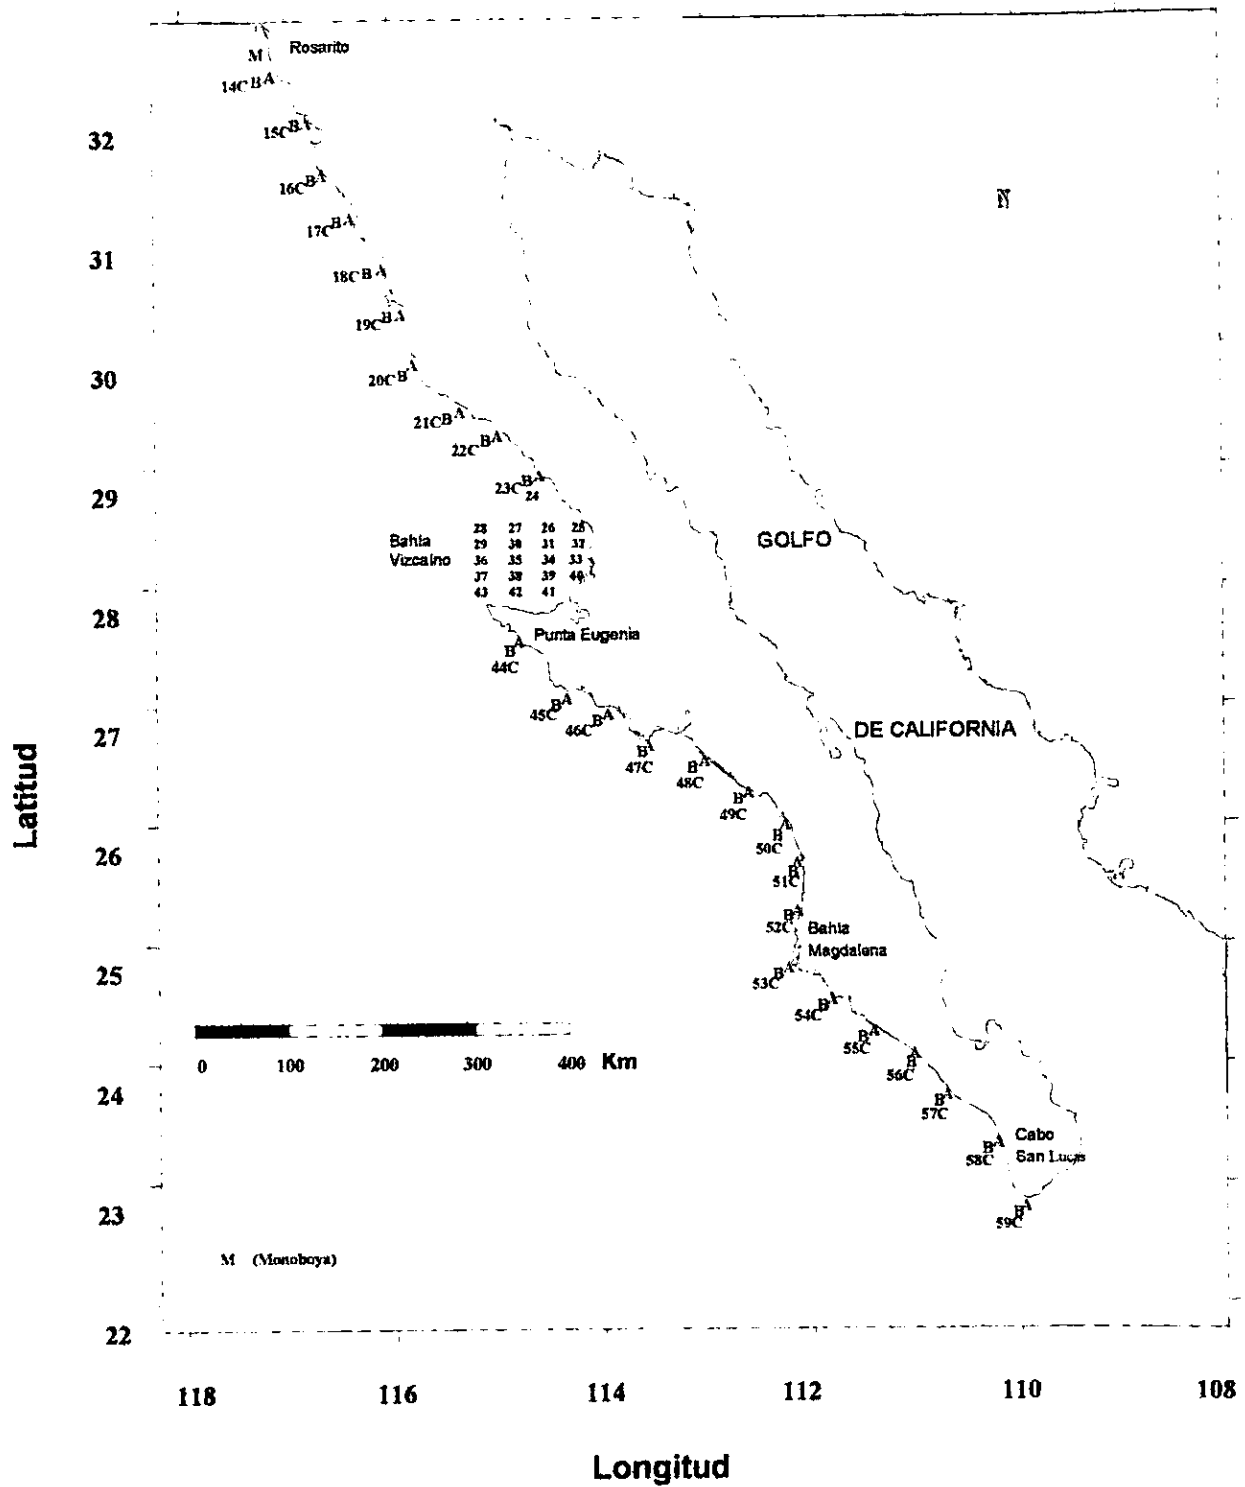 M Rosarito
14C B A
15C B A
16C B A
17C B A
18C B A
19C B A
20C B A
21C B A
22C B A
23C B A
24
Bahia
Vizcaino
28 27 26 25
29 30 31 32
36 35 34 33
37 38 39 40
43 42 41
Punta Eugenia
B A
44C
B A
45C
B A
46C
B A
47C
B A
48C
B A
49C
A
B
50C
A
B
51C
B A
52C
Bahia
Magdalena
B A
53C
B A
54C
B A
55C
A
B
56C
B A
57C
B A
58C
Cabo
San Lucas
B A
59C
GOLFO
DE CALIFORNIA
N
32
31
30
29
28
27
26
25
24
23
22
Latitud
0 100 200 300 400 Km
M (Monoboya)
118 116 114 112 110 108
Longitud